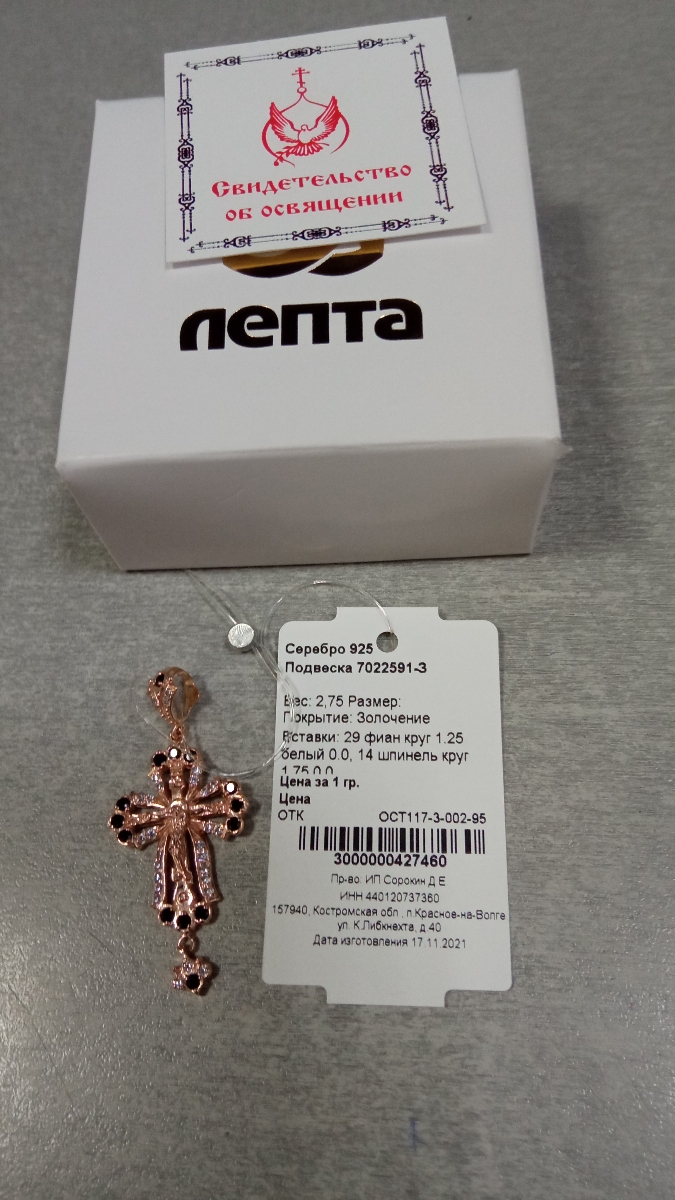 Свидетельство
об освящении
лепта
Серебро 925
Подвеска 7022591-З
Вес: 2,75 Размер:
Покрытие: Золочение
Вставки: 29 фиан круг 1.25
белый 0.0, 14 шпинель круг
1.75 0.0
Цена за 1 гр.
Цена
ОТК ОСТ117-3-002-95
3000000427460
Пр-во: ИП Сорокин Д Е
ИНН 440120737360
157940, Костромская обл., п.Красное-на-Волге
ул. К.Либкнехта, д 40
Дата изготовления 17 11.2021